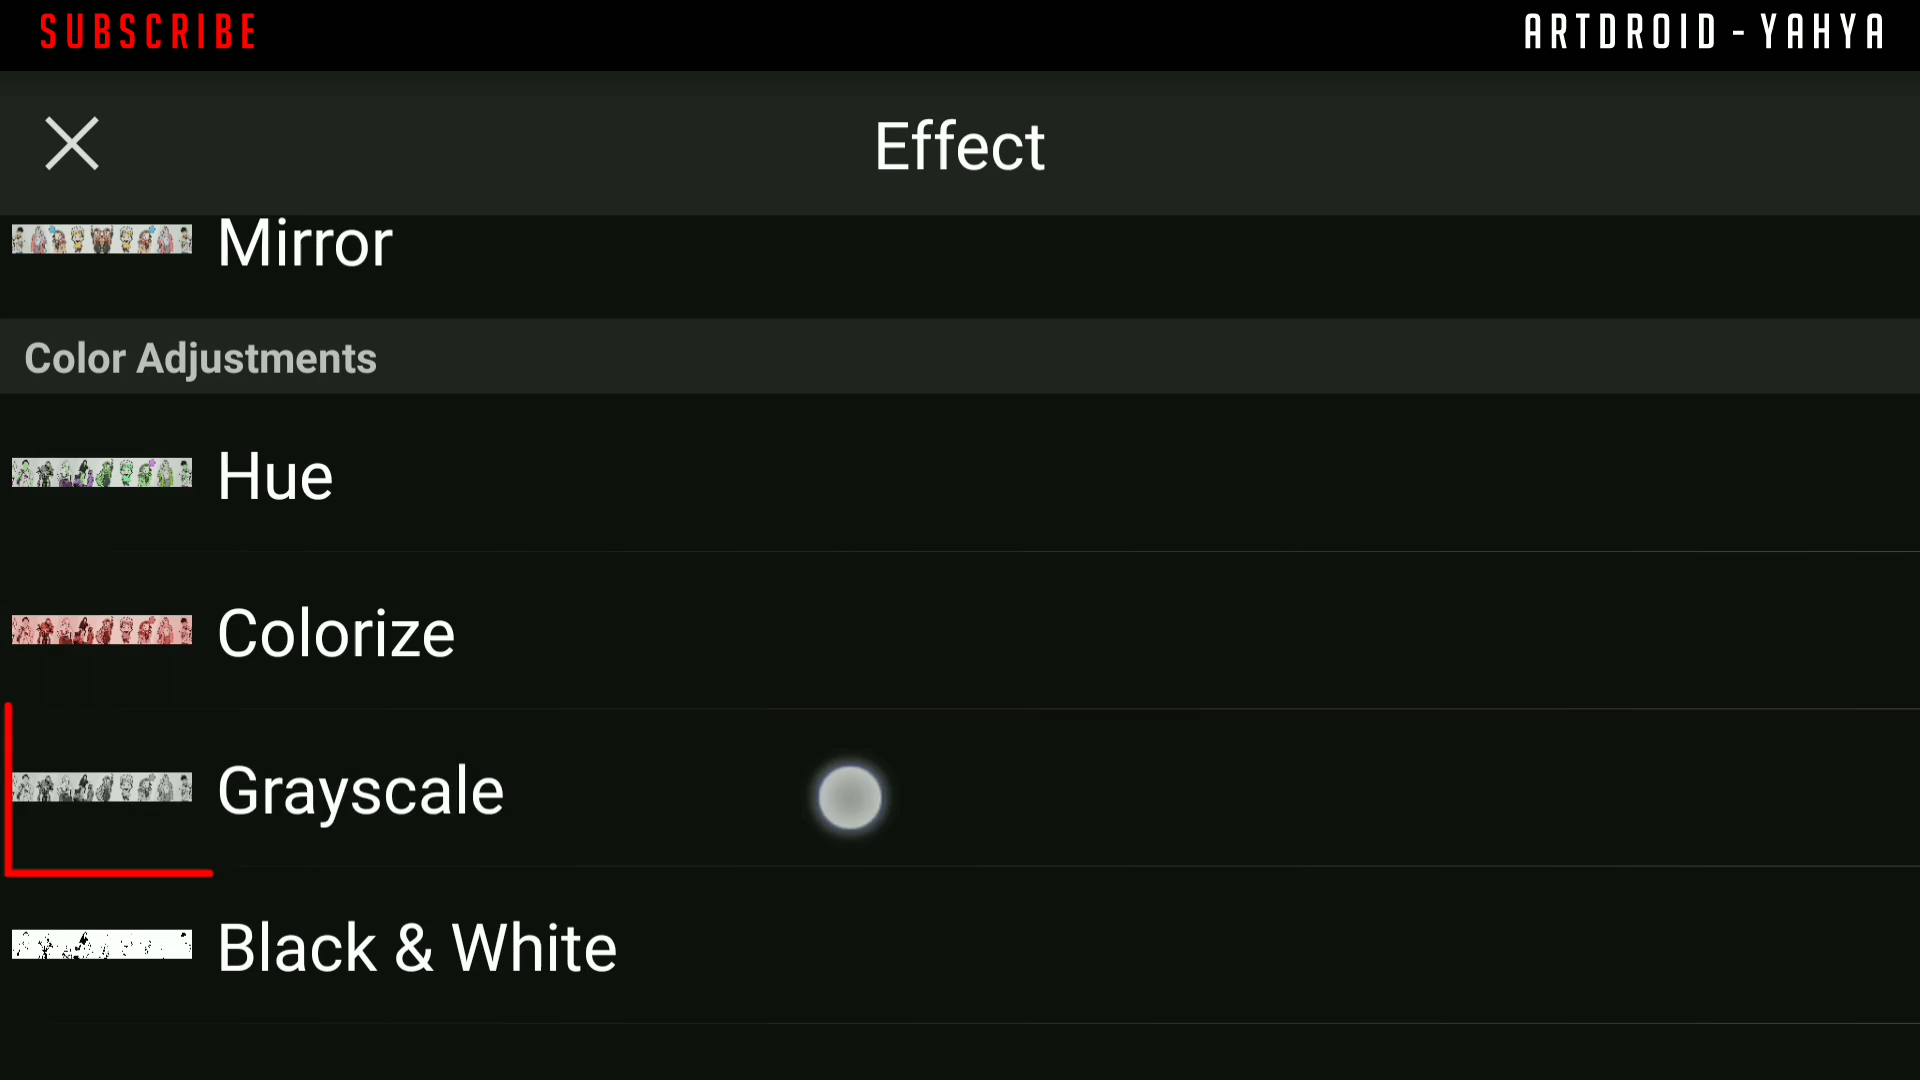 SUBSCRIBE
ARTDROID - YAHYA
Effect
Mirror
Color Adjustments
Hue
Colorize
Grayscale
Black & White